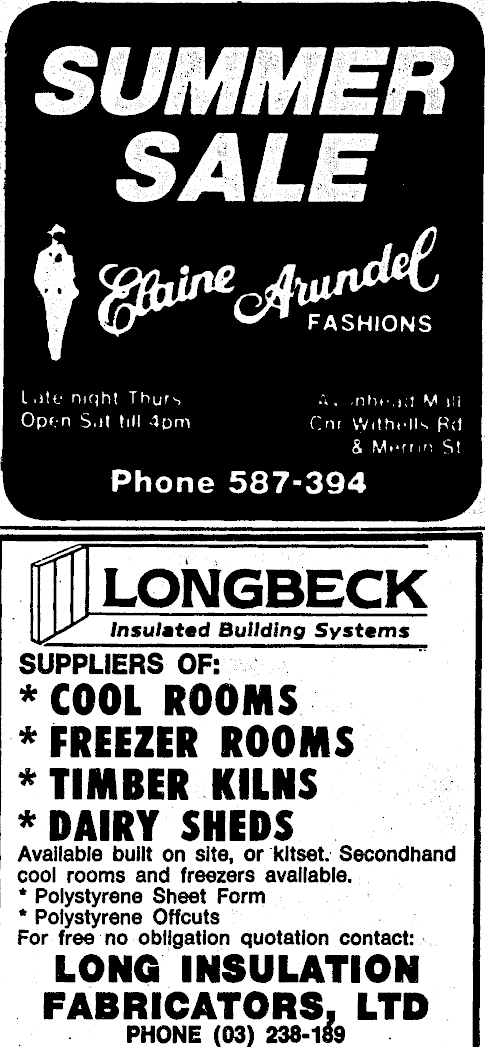 SUMMER
SALE
Elaine Arundel
FASHIONS
Late night Thurs
Open Sat till 4pm
Avonhead Mall
Cnr Withells Rd
& Merrin St
Phone 587-394
LONGBECK
Insulated Building Systems
SUPPLIERS OF:
* COOL ROOMS
* FREEZER ROOMS
* TIMBER KILNS
* DAIRY SHEDS
Available built on site, or kitset. Secondhand
cool rooms and freezers available.
* Polystyrene Sheet Form
* Polystyrene Offcuts
For free no obligation quotation contact:
LONG INSULATION
FABRICATORS, LTD
PHONE (03) 238-189